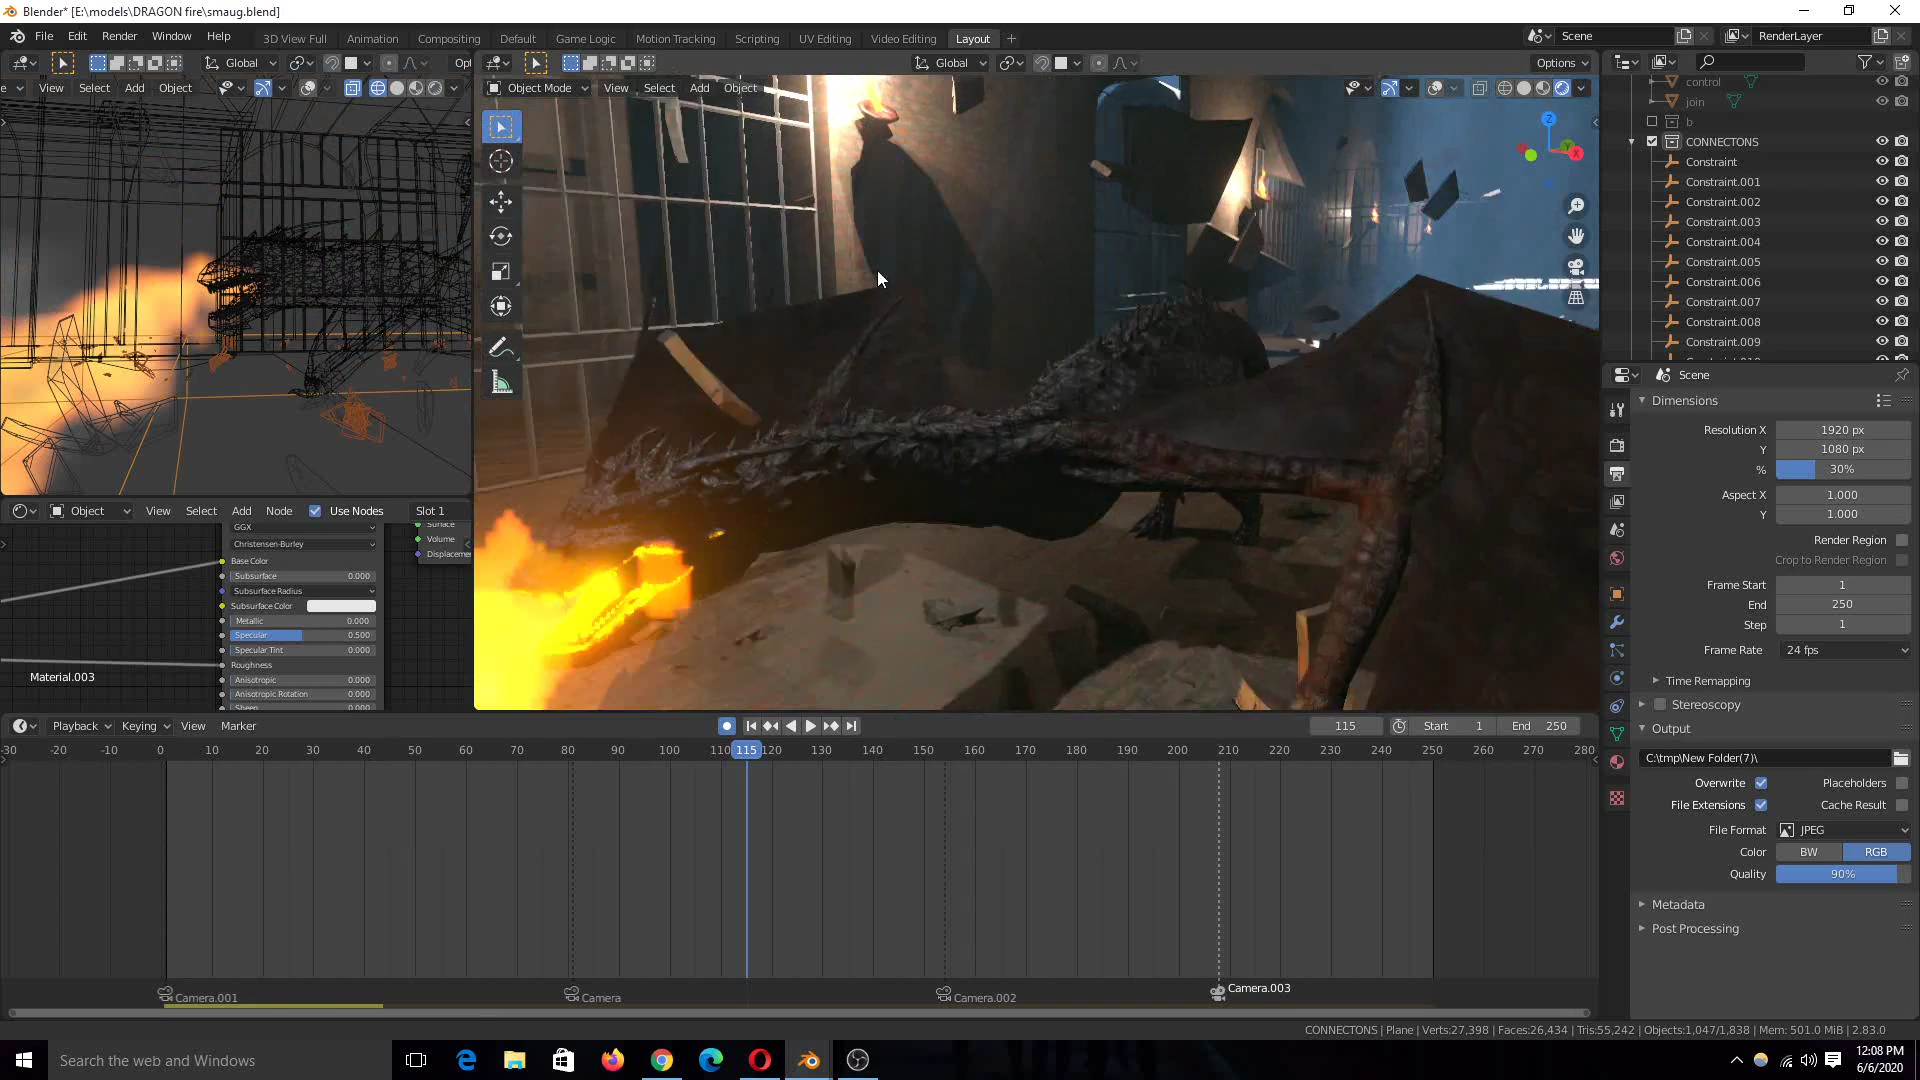 Blender* [E:\models\DRAGON fire\smaug.blend]
File Edit Render Window Help
3D View Full Animation Compositing Default Game Logic Motion Tracking Scripting UV Editing Video Editing Layout
Scene RenderLayer
Global Opt
Global Options
View Select Add Object
Object Mode View Select Add Object
Z
Y
X
control
join
b
CONNECTONS
Constraint
Constraint.001
Constraint.002
Constraint.003
Constraint.004
Constraint.005
Constraint.006
Constraint.007
Constraint.008
Constraint.009
Scene
Dimensions
Resolution X 1920 px
Y 1080 px
% 30%
Aspect X 1.000
Y 1.000
Render Region
Crop to Render Region
Frame Start 1
End 250
Step 1
Frame Rate 24 fps
Time Remapping
Stereoscopy
Output
C:\tmp\New Folder(7)\
Overwrite Placeholders
File Extensions Cache Result
File Format JPEG
Color BW RGB
Quality 90%
Metadata
Post Processing
Object View Select Add Node Use Nodes Slot 1
GGX
Christensen-Burley
Base Color
Subsurface 0.000
Subsurface Radius
Subsurface Color
Metallic 0.000
Specular 0.500
Specular Tint 0.000
Roughness
Anisotropic 0.000
Anisotropic Rotation 0.000
Sheen 0.000
Surface
Volume
Displacemen
Material.003
Playback Keying View Marker
115 Start 1 End 250
-30 -20 -10 0 10 20 30 40 50 60 70 80 90 100 110 115 120 130 140 150 160 170 180 190 200 210 220 230 240 250 260 270 280
Camera.001 Camera Camera.002 Camera.003
CONNECTONS | Plane | Verts:27,398 | Faces:26,434 | Tris:55,242 | Objects:1,047/1,838 | Mem: 501.0 MiB | 2.83.0
Search the web and Windows
12:08 PM
6/6/2020